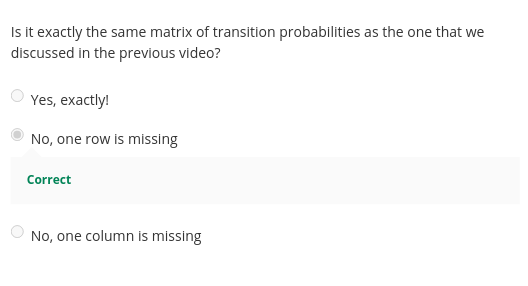 Is it exactly the same matrix of transition probabilities as the one that we
discussed in the previous video?
Yes, exactly!
No, one row is missing
Correct
No, one column is missing